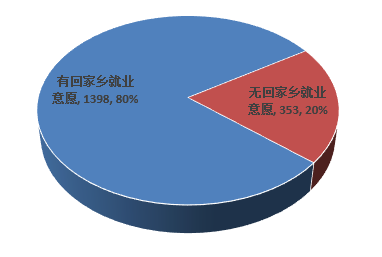 有回家乡就业
意愿, 1398, 80%
无回家乡就业
意愿, 353, 20%